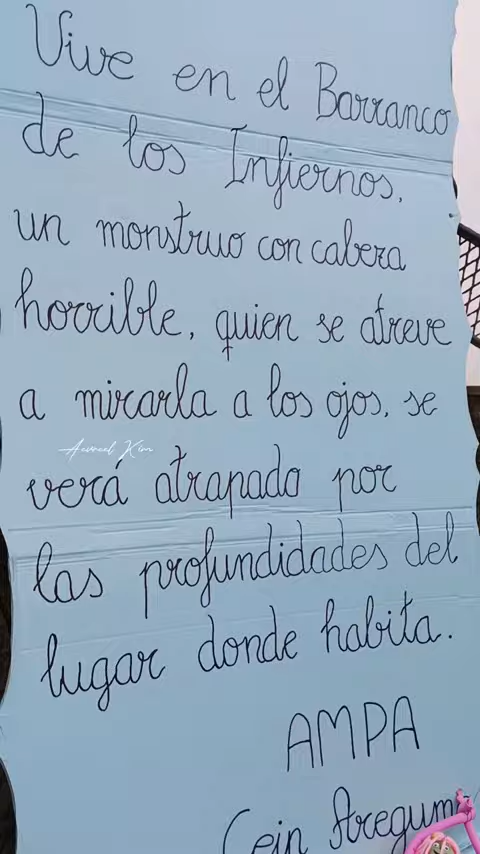 Vive en el Barranco
de los Infiernos,
un monstruo con cabeza
horrible, quien se atreve
a mirarla a los ojos, se
verá atrapado por
las profundidades del
lugar donde habita.
AMPA